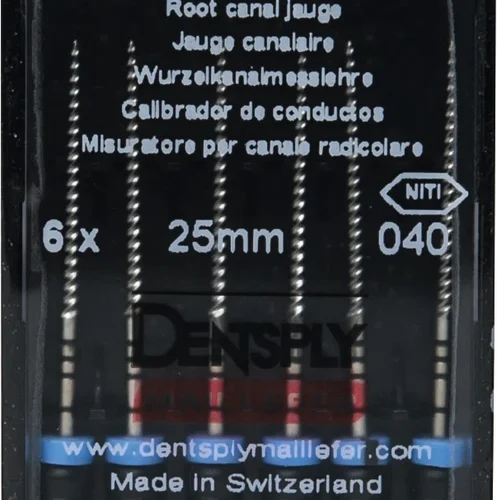 Root canal jauge
Jauge canalaire
Wurzelkanalmesslehre
Calibrador de conductos
Misuratore per canale radicolare
NITI
6 x 25mm 040
DENSPLY
www.dentsplymaillefer.com
Made in Switzerland